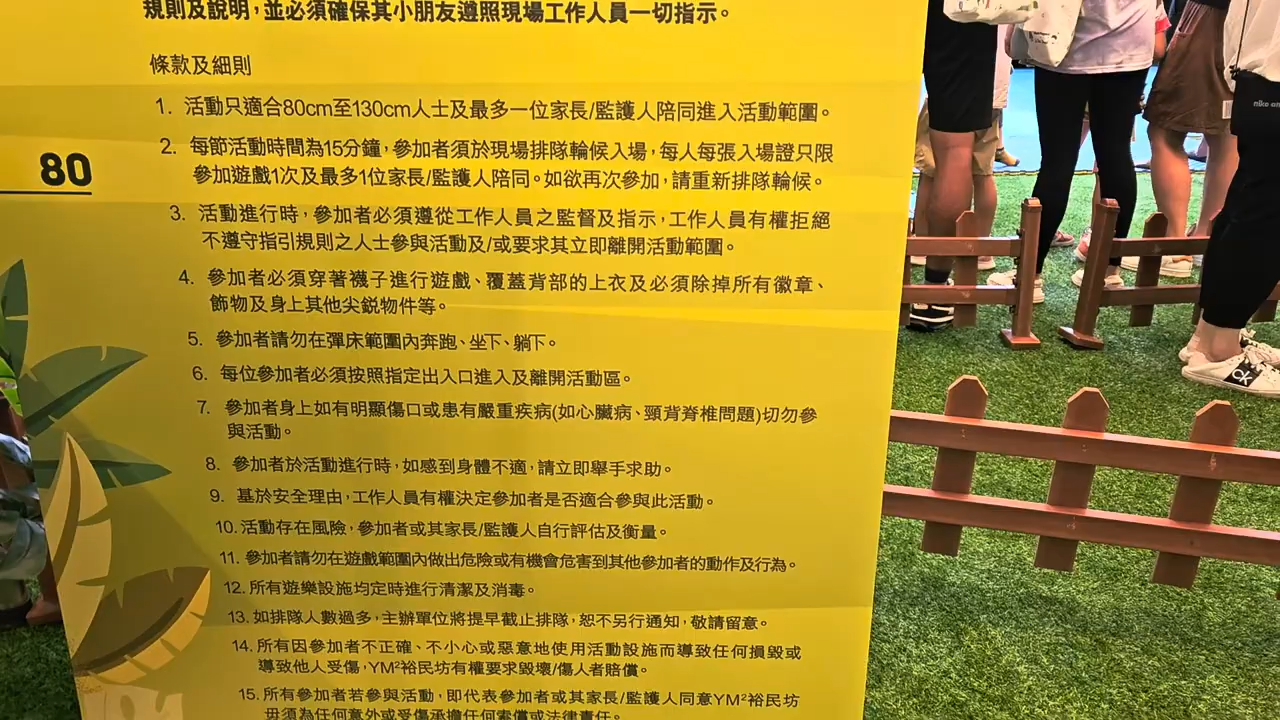 規則及說明，並必須確保其小朋友遵照現場工作人員一切指示。
條款及細則
1. 活動只適合80cm至130cm人士及最多一位家長/監護人陪同進入活動範圍。
2. 每節活動時間為15分鐘，參加者須於現場排隊輪候入場，每人每張入場證只限
參加遊戲1次及最多1位家長/監護人陪同。如欲再次參加，請重新排隊輪候。
80
3. 活動進行時，參加者必須遵從工作人員之監督及指示，工作人員有權拒絕
不遵守指引規則之人士參與活動及/或要求其立即離開活動範圍。
4. 參加者必須穿著襪子進行遊戲、覆蓋背部的上衣及必須除掉所有徽章、
飾物及身上其他尖銳物件等。
5. 參加者請勿在彈床範圍內奔跑、坐下、躺下。
6. 每位參加者必須按照指定出入口進入及離開活動區。
7. 參加者身上如有明顯傷口或患有嚴重疾病(如心臟病、頸背脊椎問題)切勿參
與活動。
8. 參加者於活動進行時，如感到身體不適，請立即舉手求助。
9. 基於安全理由，工作人員有權決定參加者是否適合參與此活動。
10. 活動存在風險，參加者或其家長/監護人自行評估及衡量。
11. 參加者請勿在遊戲範圍內做出危險或有機會危害到其他參加者的動作及行為。
12. 所有遊樂設施均定時進行清潔及消毒。
13. 如排隊人數過多，主辦單位將提早截止排隊，恕不另行通知，敬請留意。
14. 所有因參加者不正確、不小心或惡意地使用活動設施而導致任何損毀或
導致他人受傷，YM²裕民坊有權要求毀壞/傷人者賠償。
15. 所有參加者若參與活動，即代表參加者或其家長/監護人同意YM²裕民坊
毋須為任何意外或受傷承擔任何索償或法律責任。
niko an
CK